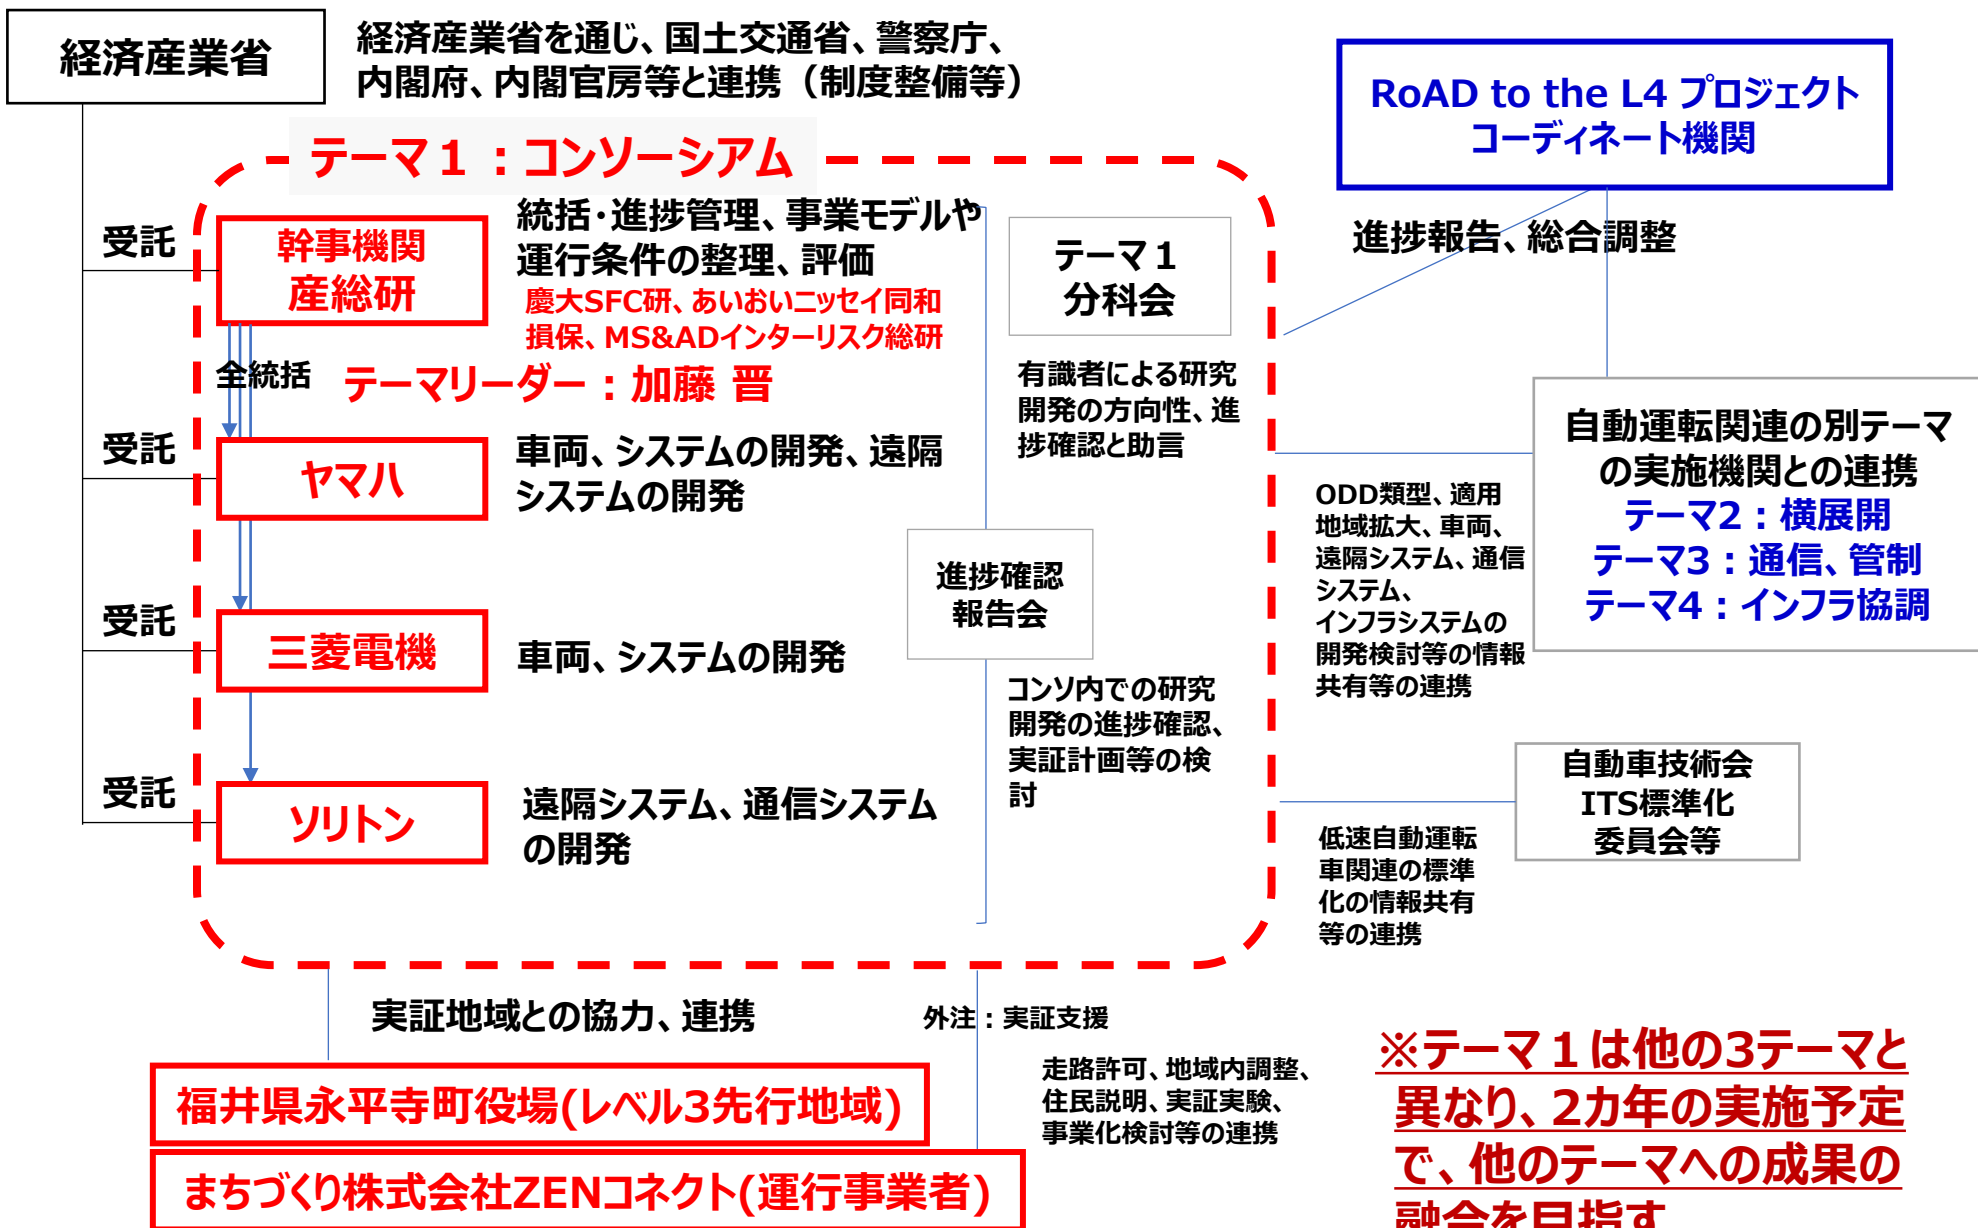 経済産業省
経済産業省を通じ、国土交通省、警察庁、
内閣府、内閣官房等と連携（制度整備等）
RoAD to the L4 プロジェクト
コーディネート機関
進捗報告、総合調整
テーマ１：コンソーシアム
受託
幹事機関
産総研
統括・進捗管理、事業モデルや
運行条件の整理、評価
慶大SFC研、あいおいニッセイ同和
損保、MS&ADインターリスク総研
全統括
テーマリーダー：加藤 晋
受託
ヤマハ
車両、システムの開発、遠隔
システムの開発
受託
三菱電機
車両、システムの開発
受託
ソリトン
遠隔システム、通信システム
の開発
テーマ１
分科会
有識者による研究
開発の方向性、進
捗確認と助言
進捗確認
報告会
コンソ内での研究
開発の進捗確認、
実証計画等の検
討
自動運転関連の別テーマ
の実施機関との連携
テーマ2：横展開
テーマ3：通信、管制
テーマ4：インフラ協調
ODD類型、適用
地域拡大、車両、
遠隔システム、通信
システム、
インフラシステムの
開発検討等の情報
共有等の連携
自動車技術会
ITS標準化
委員会等
低速自動運転
車関連の標準
化の情報共有
等の連携
実証地域との協力、連携
外注：実証支援
走路許可、地域内調整、
住民説明、実証実験、
事業化検討等の連携
福井県永平寺町役場(レベル3先行地域)
まちづくり株式会社ZENコネクト(運行事業者)
※テーマ１は他の3テーマと
異なり、2カ年の実施予定
で、他のテーマへの成果の
融合を目指す